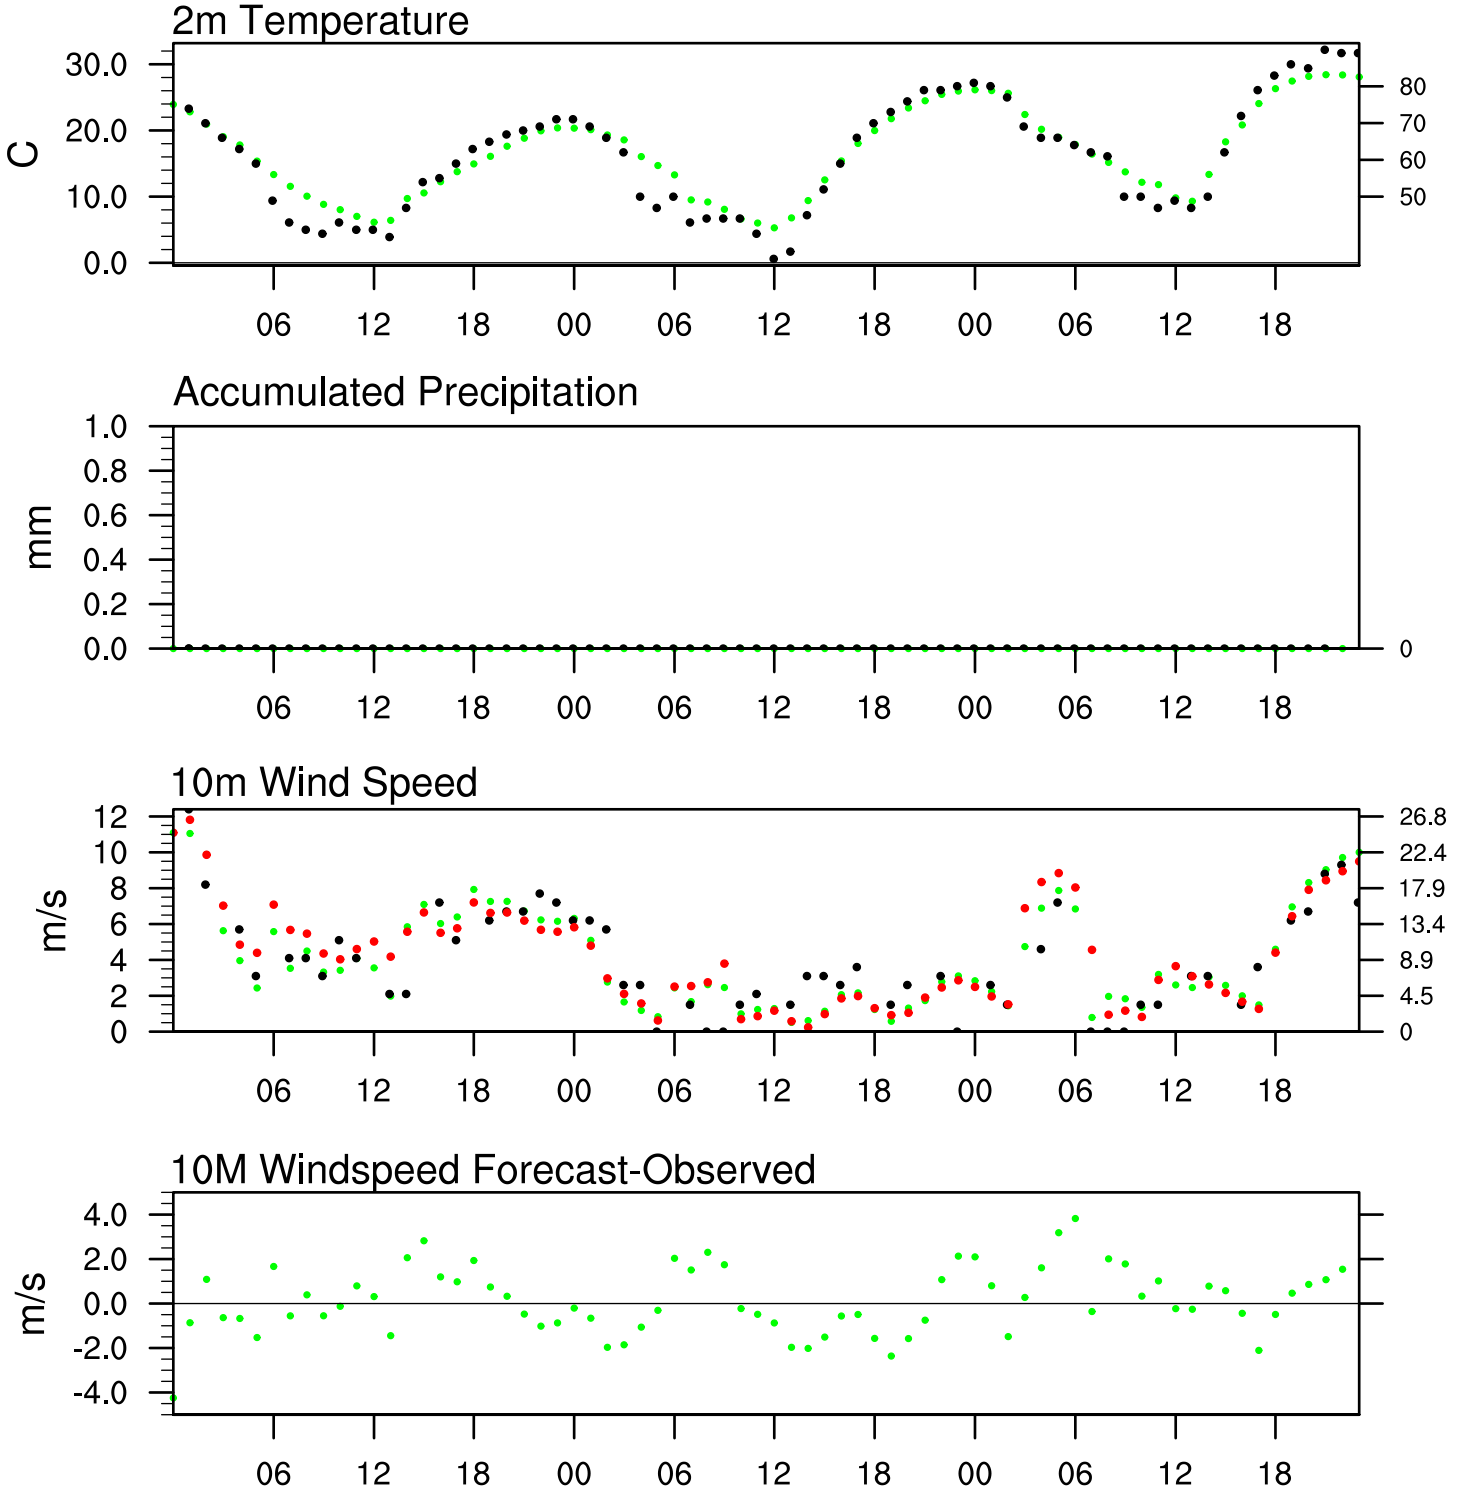 2m Temperature
30.0
20.0
10.0
0.0
C
80
70
60
50
06 12 18 00 06 12 18 00 06 12 18
Accumulated Precipitation
1.0
0.8
0.6
0.4
0.2
0.0
mm
0
06 12 18 00 06 12 18 00 06 12 18
10m Wind Speed
12
10
8
6
4
2
0
m/s
26.8
22.4
17.9
13.4
8.9
4.5
0
06 12 18 00 06 12 18 00 06 12 18
10M Windspeed Forecast-Observed
4.0
2.0
0.0
-2.0
-4.0
m/s
06 12 18 00 06 12 18 00 06 12 18